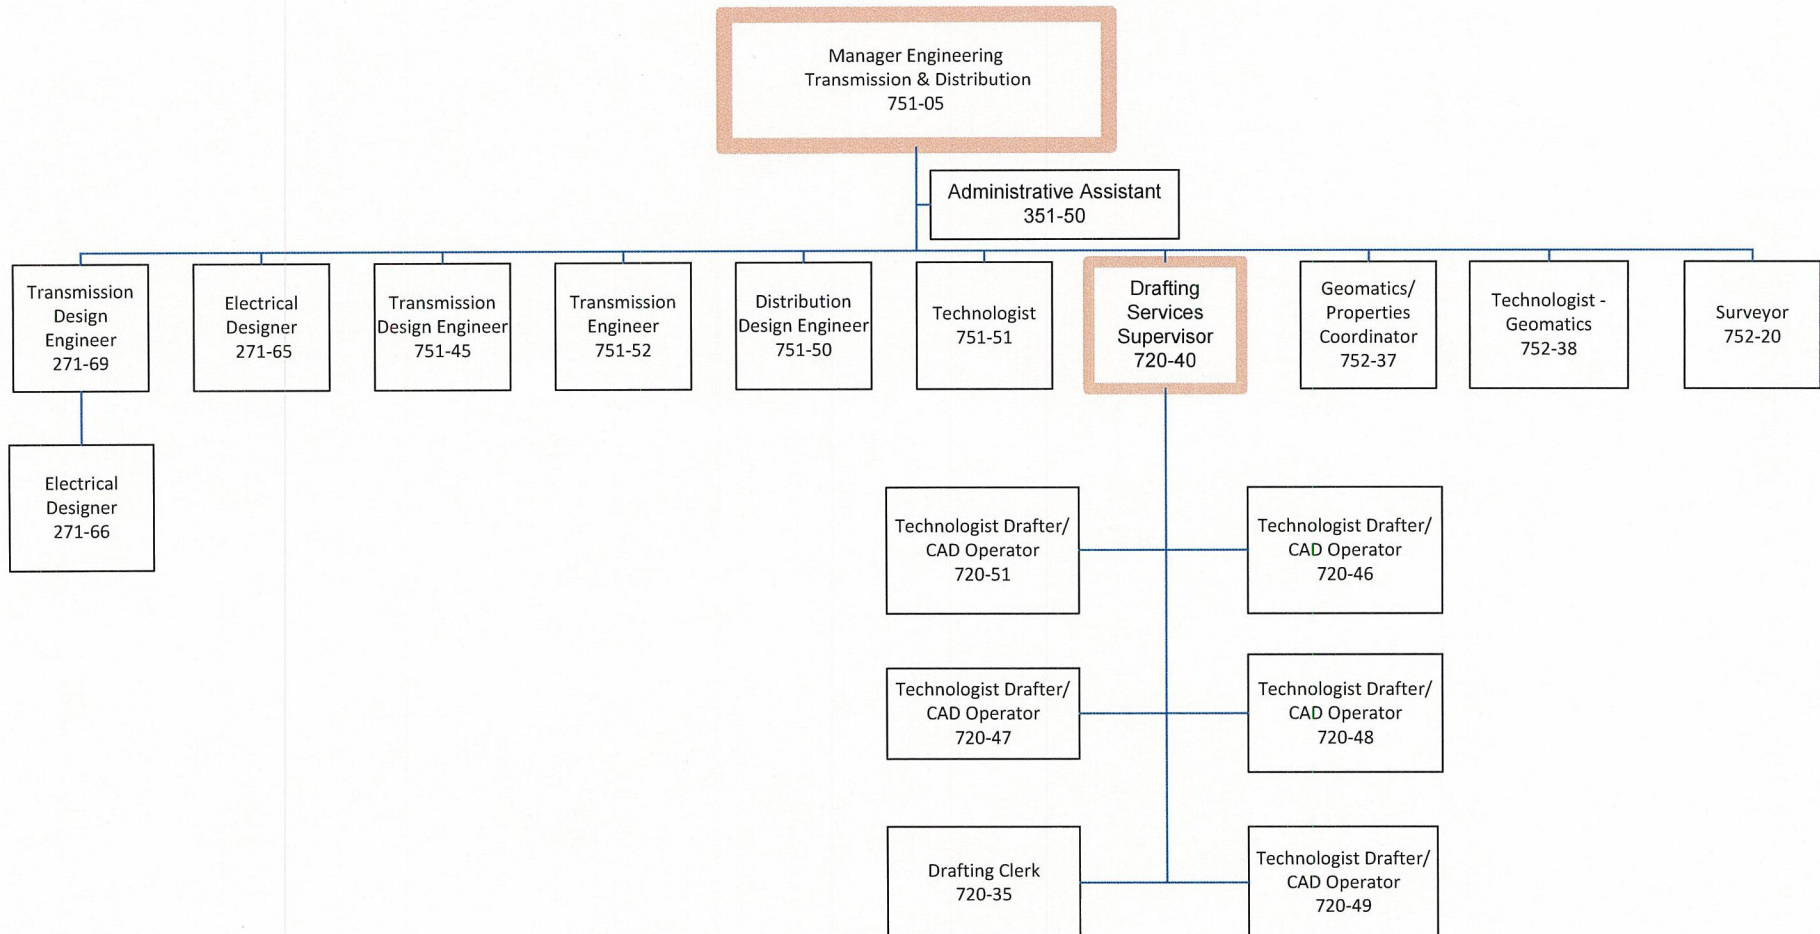 Manager Engineering
Transmission & Distribution
751-05
Administrative Assistant
351-50
Transmission
Design
Engineer
271-69
Electrical
Designer
271-65
Transmission
Design Engineer
751-45
Transmission
Engineer
751-52
Distribution
Design Engineer
751-50
Technologist
751-51
Drafting
Services
Supervisor
720-40
Geomatics/
Properties
Coordinator
752-37
Technologist -
Geomatics
752-38
Surveyor
752-20
Electrical
Designer
271-66
Technologist Drafter/
CAD Operator
720-51
Technologist Drafter/
CAD Operator
720-46
Technologist Drafter/
CAD Operator
720-47
Technologist Drafter/
CAD Operator
720-48
Drafting Clerk
720-35
Technologist Drafter/
CAD Operator
720-49